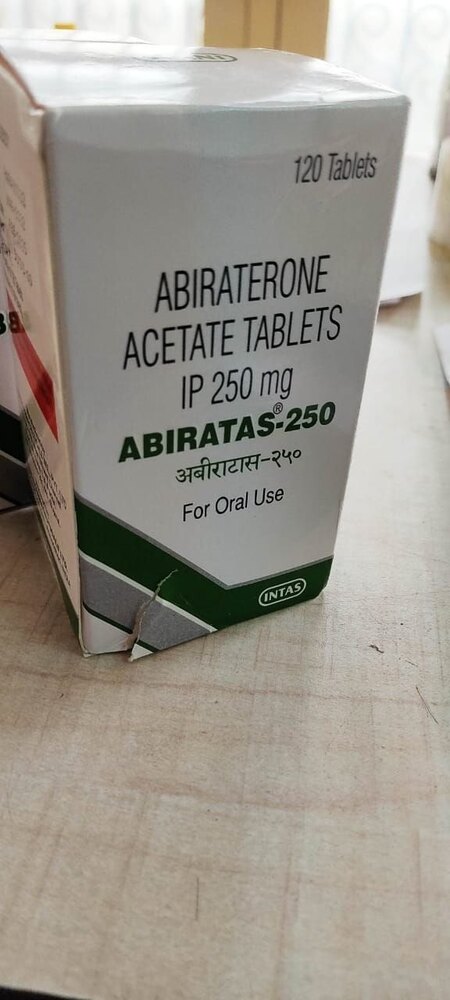 120 Tablets
ABIRATERONE
ACETATE TABLETS
IP 250 mg
ABIRATAS®-250
अबीराटास-२५०
For Oral Use
INTAS